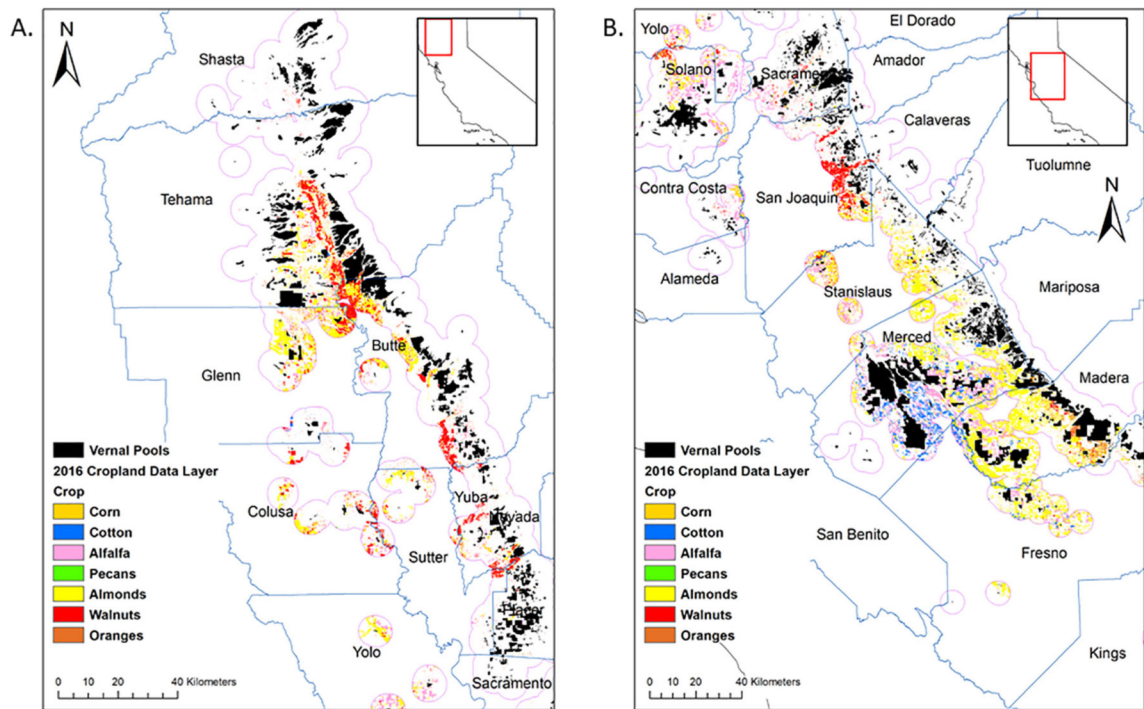 A.
N
Shasta
Tehama
Glenn
Butte
Colusa
Yuba
Nevada
Sutter
Placer
Yolo
Sacramento
Vernal Pools
2016 Cropland Data Layer
Crop
Corn
Cotton
Alfalfa
Pecans
Almonds
Walnuts
Oranges
0 10 20 40 Kilometers
B.
Yolo
El Dorado
Solano
Sacramento
Amador
Calaveras
Contra Costa
San Joaquin
Tuolumne
N
Alameda
Stanislaus
Mariposa
Merced
Madera
San Benito
Fresno
Kings
Vernal Pools
2016 Cropland Data Layer
Crop
Corn
Cotton
Alfalfa
Pecans
Almonds
Walnuts
Oranges
0 10 20 40 Kilometers